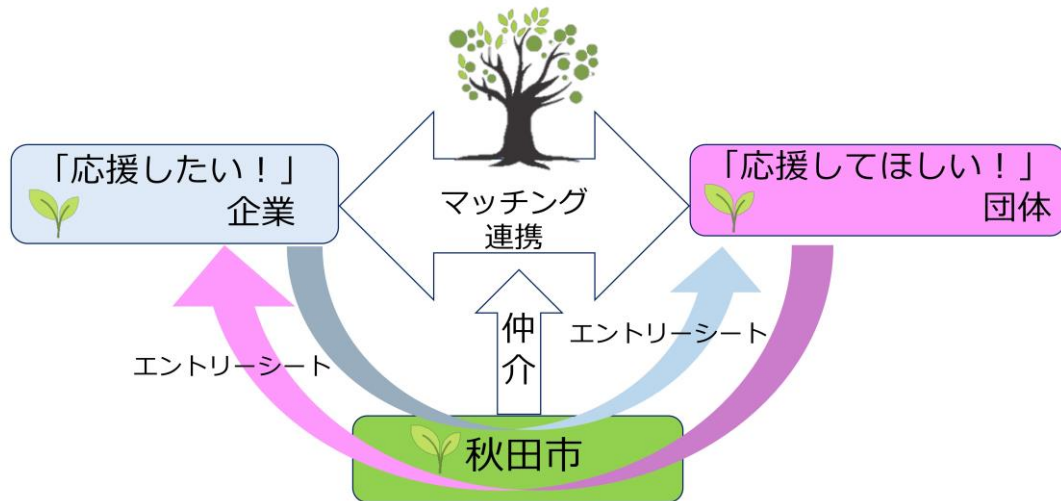 「応援したい！」
企業
「応援してほしい！」
団体
マッチング
連携
仲介
エントリーシート
エントリーシート
秋田市